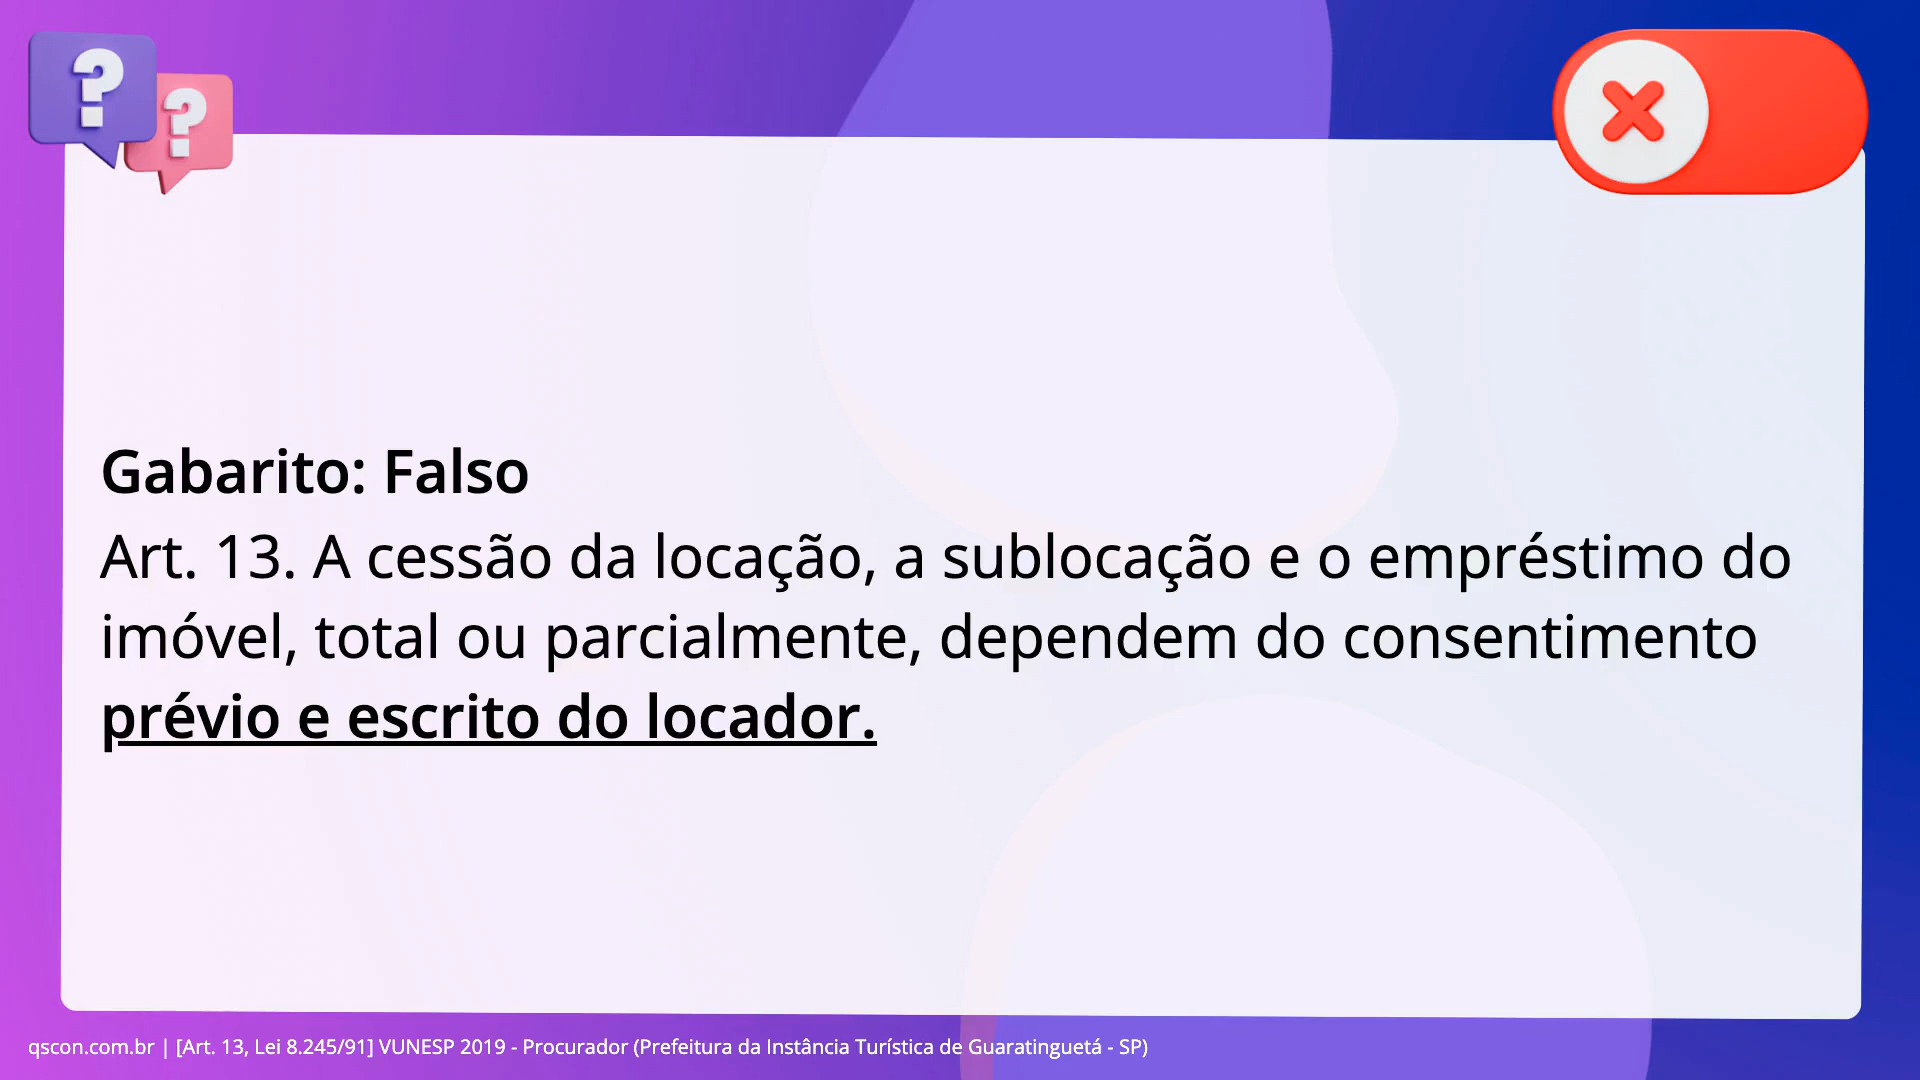 ? ?
Gabarito: Falso
Art. 13. A cessão da locação, a sublocação e o empréstimo do
imóvel, total ou parcialmente, dependem do consentimento
prévio e escrito do locador.
qscon.com.br | [Art. 13, Lei 8.245/91] VUNESP 2019 - Procurador (Prefeitura da Instância Turística de Guaratinguetá - SP)